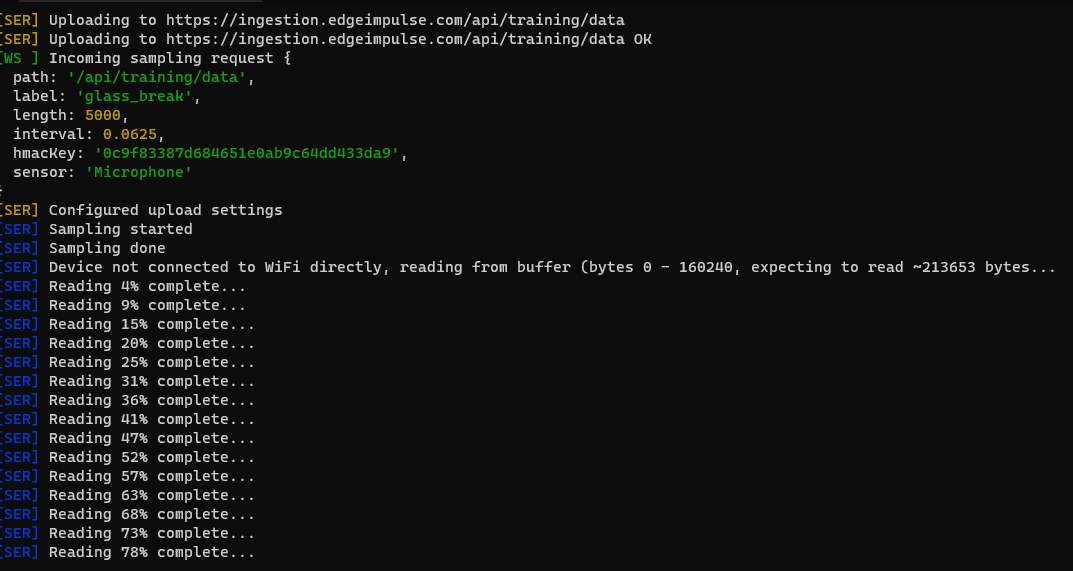 [SER] Uploading to https://ingestion.edgeimpulse.com/api/training/data
[SER] Uploading to https://ingestion.edgeimpulse.com/api/training/data OK
[WS ] Incoming sampling request {
  path: '/api/training/data',
  label: 'glass_break',
  length: 5000,
  interval: 0.0625,
  hmacKey: '0c9f83387d684651e0ab9c64dd433da9',
  sensor: 'Microphone'
}
[SER] Configured upload settings
[SER] Sampling started
[SER] Sampling done
[SER] Device not connected to WiFi directly, reading from buffer (bytes 0 - 160240, expecting to read ~213653 bytes...
[SER] Reading 4% complete...
[SER] Reading 9% complete...
[SER] Reading 15% complete...
[SER] Reading 20% complete...
[SER] Reading 25% complete...
[SER] Reading 31% complete...
[SER] Reading 36% complete...
[SER] Reading 41% complete...
[SER] Reading 47% complete...
[SER] Reading 52% complete...
[SER] Reading 57% complete...
[SER] Reading 63% complete...
[SER] Reading 68% complete...
[SER] Reading 73% complete...
[SER] Reading 78% complete...